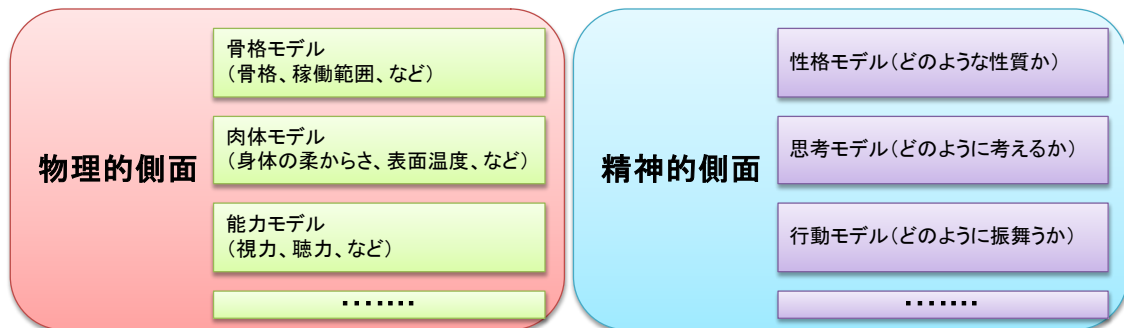 物理的側面
骨格モデル
（骨格、稼働範囲、など）
肉体モデル
（身体の柔からさ、表面温度、など）
能力モデル
（視力、聴力、など）
・・・・・・・
精神的側面
性格モデル（どのような性質か）
思考モデル（どのように考えるか）
行動モデル（どのように振舞うか）
・・・・・・・